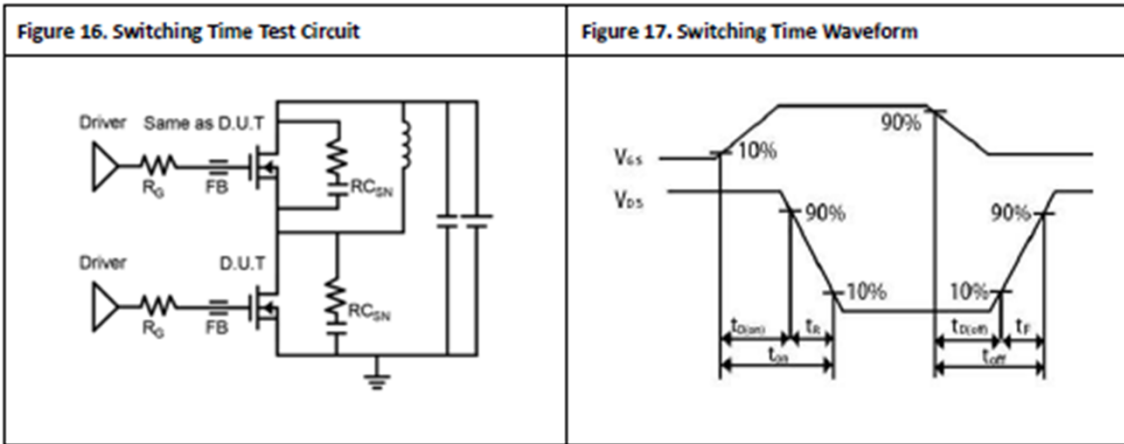 Figure 16. Switching Time Test Circuit
Figure 17. Switching Time Waveform
Driver Same as D.U.T
RG FB RCSN
Driver D.U.T
RG FB RCSN
VGS 10% 90%
VDS 90% 90%
10% 10%
tD(on) tR tD(off) tF
ton toff